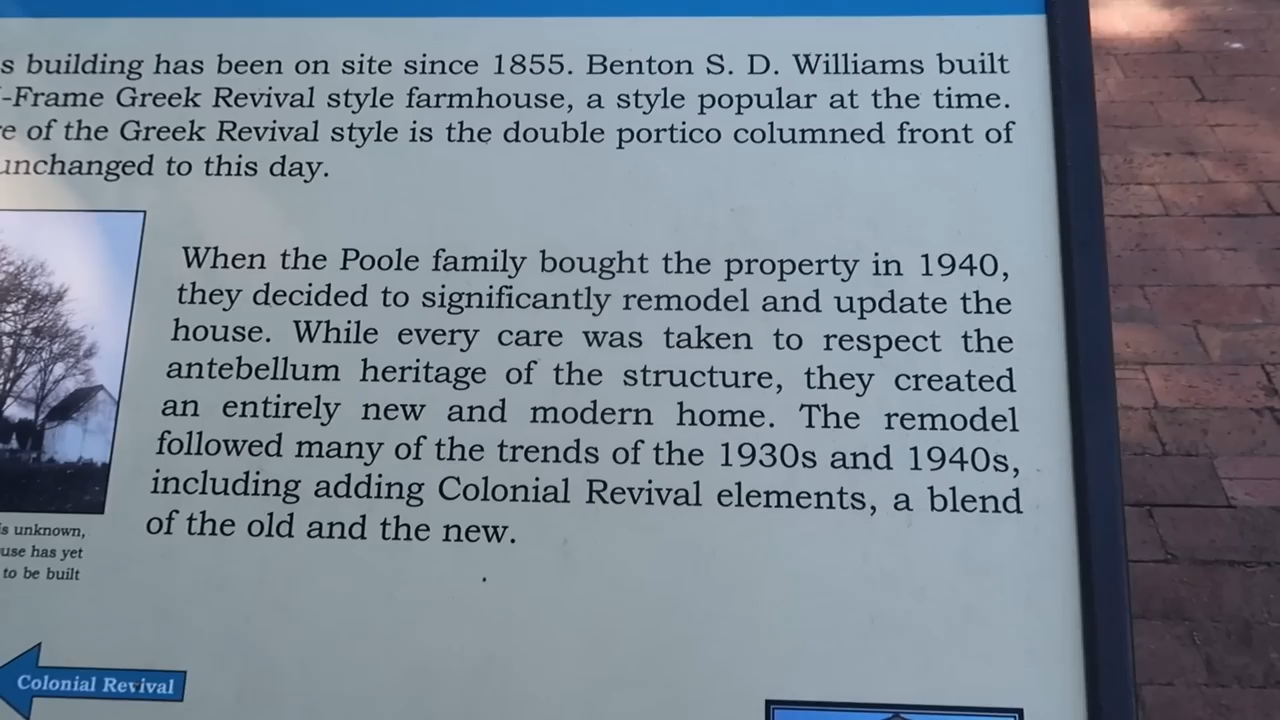 building has been on site since 1855. Benton S. D. Williams built
-Frame Greek Revival style farmhouse, a style popular at the time.
of the Greek Revival style is the double portico columned front of
unchanged to this day.
When the Poole family bought the property in 1940,
they decided to significantly remodel and update the
house. While every care was taken to respect the
antebellum heritage of the structure, they created
an entirely new and modern home. The remodel
followed many of the trends of the 1930s and 1940s,
including adding Colonial Revival elements, a blend
of the old and the new.
unknown,
has yet
to be built
Colonial Revival